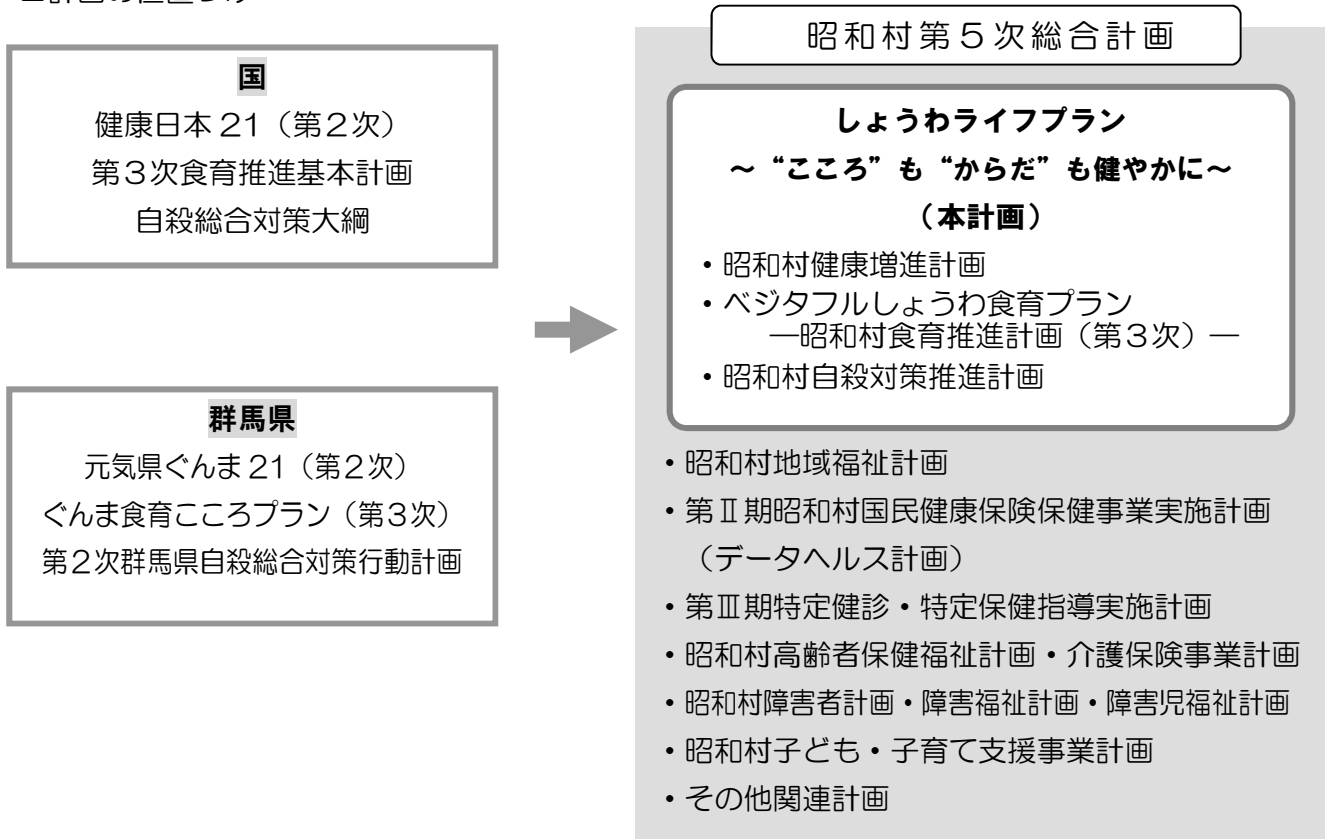 国
健康日本 21（第２次）
第３次食育推進基本計画
自殺総合対策大綱
群馬県
元気県ぐんま 21（第２次）
ぐんま食育こころプラン（第３次）
第２次群馬県自殺総合対策行動計画
昭和村第５次総合計画
しょうわライフプラン
～“こころ”も“からだ”も健やかに～
（本計画）
・昭和村健康増進計画
・ベジタフルしょうわ食育プラン
―昭和村食育推進計画（第３次）―
・昭和村自殺対策推進計画
・昭和村地域福祉計画
・第Ⅱ期昭和村国民健康保険保健事業実施計画
（データヘルス計画）
・第Ⅲ期特定健診・特定保健指導実施計画
・昭和村高齢者保健福祉計画・介護保険事業計画
・昭和村障害者計画・障害福祉計画・障害児福祉計画
・昭和村子ども・子育て支援事業計画
・その他関連計画